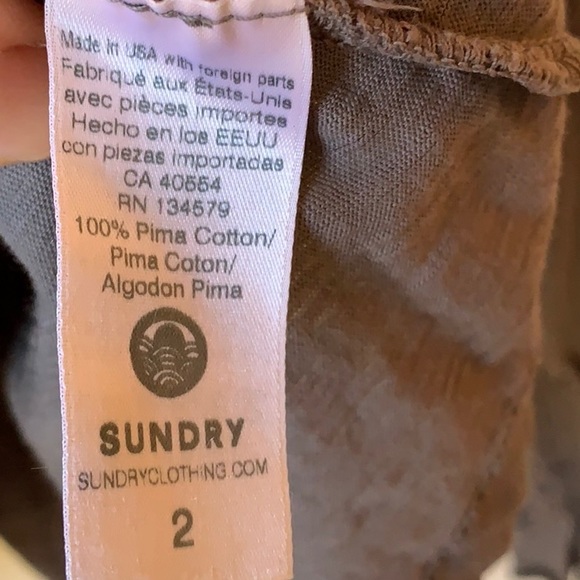 Made in USA with foreign parts
Fabriqué aux États-Unis
avec pièces importes
Hecho en los EEUU
con piezas importadas
CA 40554
RN 134579
100% Pima Cotton/
Pima Coton/
Algodon Pima
SUNDRY
SUNDRYCLOTHING.COM
2